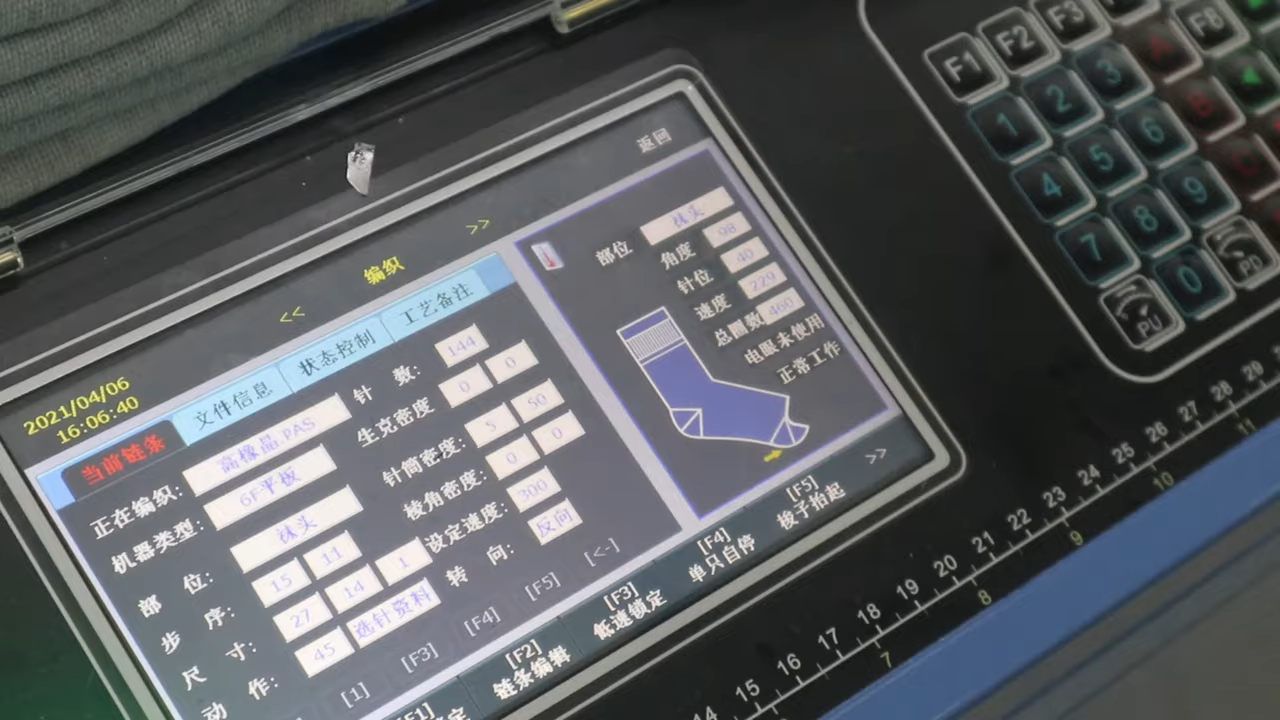 返回
<< 编织 >>
2021/04/06
16:06:40
当前链条 文件信息 状态控制 工艺备注
正在编织: 高橡晶.PAS
机器类型: 6F平板
部 位: 袜头
步 序: 15 11
尺 寸: 27 14 1
动 作: 45 选针资料
针 数: 144
生克密度 0 0
针筒密度: 5 50
棱角密度: 0 0
设定速度: 300
转 向: 反向
[1] [F3] [F4] [F5] [<-]
部位 袜头
角度 98
针位 40
速度 229
总圈数 460
电眼未使用
正常工作
[F1]
[F2]
链条编辑
[F3]
低速锁定
[F4]
单只自停
[F5]
梭子抬起
>>
F1 F2 F3 F8
1 2 3 A
4 5 6 B
7 8 9 C
PU 0 PD
14 15 16 17 18 19 20 21 22 23 24 25 26 27 28 29
7 8 9 10 11